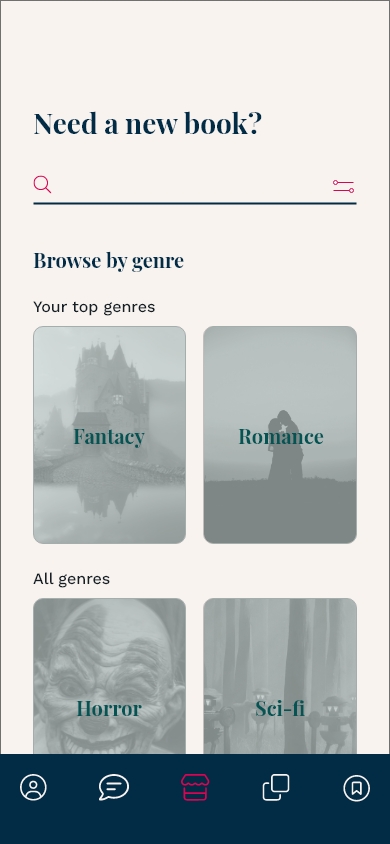 Need a new book?
Browse by genre
Your top genres
Fantacy
Romance
All genres
Horror
Sci-fi